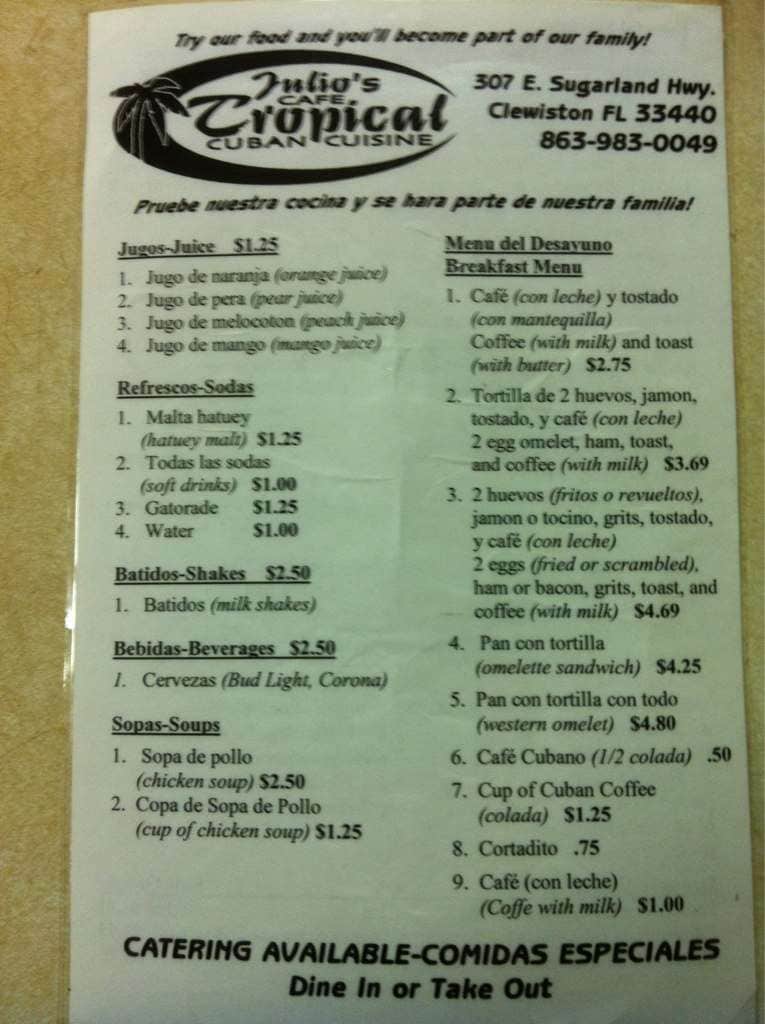 Try our food and you'll become part of our family!
Julio's
CAFE
Tropical
CUBAN CUISINE
307 E. Sugarland Hwy.
Clewiston FL 33440
863-983-0049
Pruebe nuestra cocina y se hara parte de nuestra familia!
Jugos-Juice $1.25
1. Jugo de naranja (orange juice)
2. Jugo de pera (pear juice)
3. Jugo de melocoton (peach juice)
4. Jugo de mango (mango juice)
Refrescos-Sodas
1. Malta hatuey
(hatuey malt) $1.25
2. Todas las sodas
(soft drinks) $1.00
3. Gatorade $1.25
4. Water $1.00
Batidos-Shakes $2.50
1. Batidos (milk shakes)
Bebidas-Beverages $2.50
1. Cervezas (Bud Light, Corona)
Sopas-Soups
1. Sopa de pollo
(chicken soup) $2.50
2. Copa de Sopa de Pollo
(cup of chicken soup) $1.25
Menu del Desayuno
Breakfast Menu
1. Café (con leche) y tostado
(con mantequilla)
Coffee (with milk) and toast
(with butter) $2.75
2. Tortilla de 2 huevos, jamon,
tostado, y café (con leche)
2 egg omelet, ham, toast,
and coffee (with milk) $3.69
3. 2 huevos (fritos o revueltos),
jamon o tocino, grits, tostado,
y café (con leche)
2 eggs (fried or scrambled),
ham or bacon, grits, toast, and
coffee (with milk) $4.69
4. Pan con tortilla
(omelette sandwich) $4.25
5. Pan con tortilla con todo
(western omelet) $4.80
6. Café Cubano (1/2 colada) .50
7. Cup of Cuban Coffee
(colada) $1.25
8. Cortadito .75
9. Café (con leche)
(Coffe with milk) $1.00
CATERING AVAILABLE-COMIDAS ESPECIALES
Dine In or Take Out